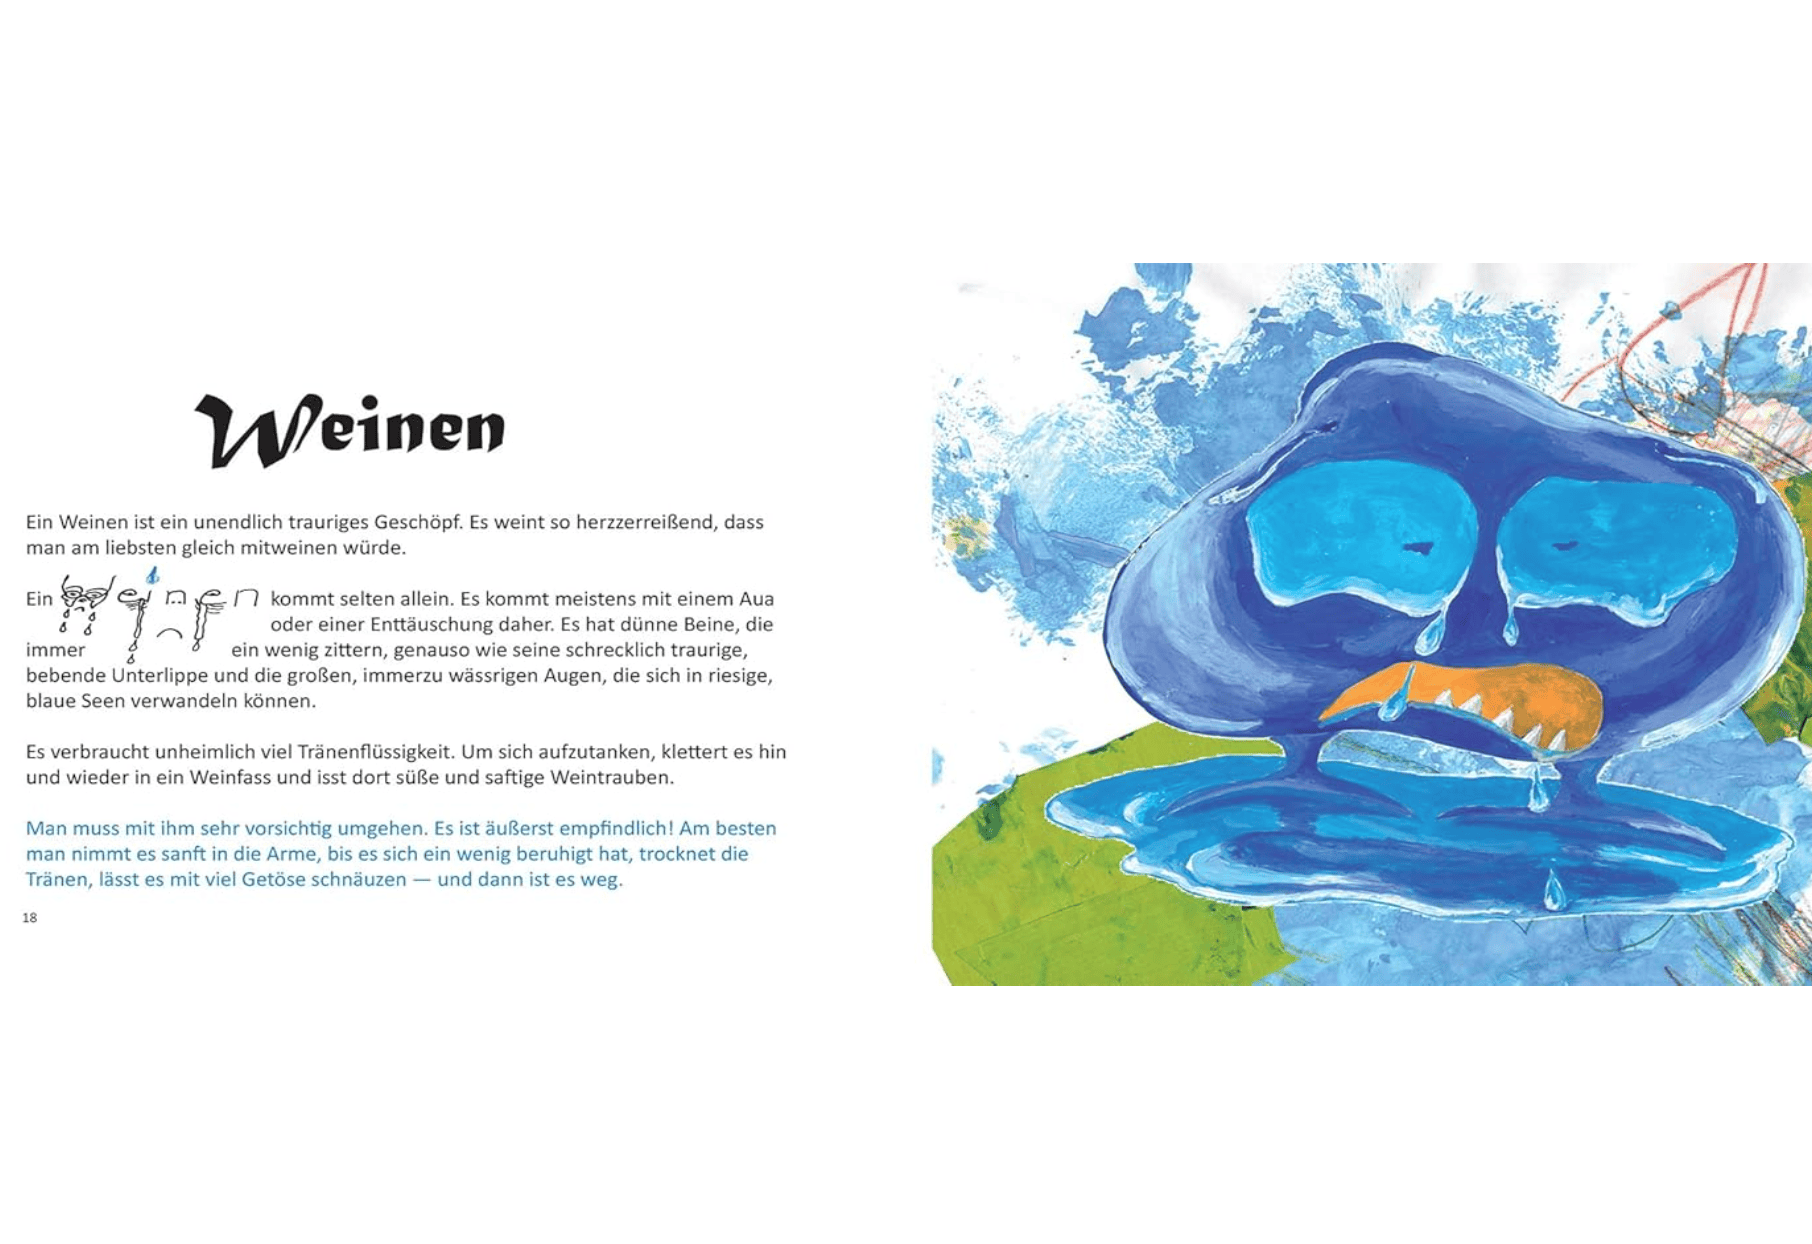 Weinen
Ein Weinen ist ein unendlich trauriges Geschöpf. Es weint so herzzerreißend, dass
man am liebsten gleich mitweinen würde.
Ein Weinen kommt selten allein. Es kommt meistens mit einem Aua
oder einer Enttäuschung daher. Es hat dünne Beine, die
immer ein wenig zittern, genauso wie seine schrecklich traurige,
bebende Unterlippe und die großen, immerzu wässrigen Augen, die sich in riesige,
blaue Seen verwandeln können.
Es verbraucht unheimlich viel Tränenflüssigkeit. Um sich aufzutanken, klettert es hin
und wieder in ein Weinfass und isst dort süße und saftige Weintrauben.
Man muss mit ihm sehr vorsichtig umgehen. Es ist äußerst empfindlich! Am besten
man nimmt es sanft in die Arme, bis es sich ein wenig beruhigt hat, trocknet die
Tränen, lässt es mit viel Getöse schnäuzen — und dann ist es weg.
18